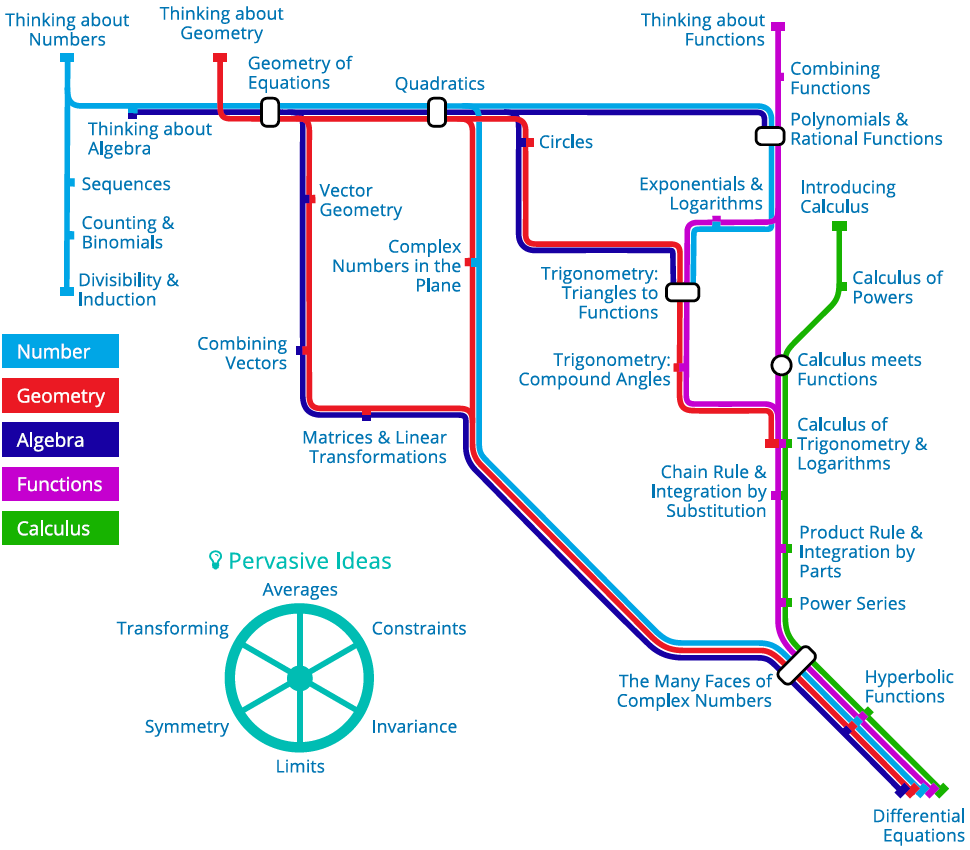 Thinking about
Numbers
Thinking about
Geometry
Thinking about
Functions
Geometry of
Equations
Quadratics
Combining
Functions
Thinking about
Algebra
Polynomials &
Rational Functions
Circles
Sequences
Vector
Geometry
Exponentials &
Logarithms
Introducing
Calculus
Counting &
Binomials
Complex
Numbers in the
Plane
Divisibility &
Induction
Trigonometry:
Triangles to
Functions
Calculus of
Powers
Number
Geometry
Algebra
Functions
Calculus
Combining
Vectors
Trigonometry:
Compound Angles
Calculus meets
Functions
Matrices & Linear
Transformations
Calculus of
Trigonometry &
Logarithms
Chain Rule &
Integration by
Substitution
Product Rule &
Integration by
Parts
Power Series
Pervasive Ideas
Averages
Transforming
Constraints
Symmetry
Invariance
Limits
The Many Faces of
Complex Numbers
Hyperbolic
Functions
Differential
Equations